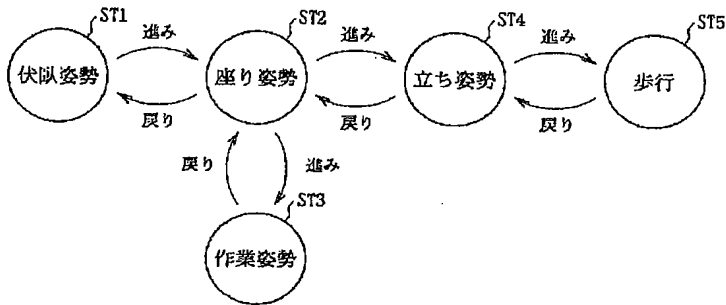 ST1
進み
ST2
進み
ST4
進み
ST5
伏臥姿勢
座り姿勢
立ち姿勢
歩行
戻り
戻り
戻り
戻り
進み
ST3
作業姿勢